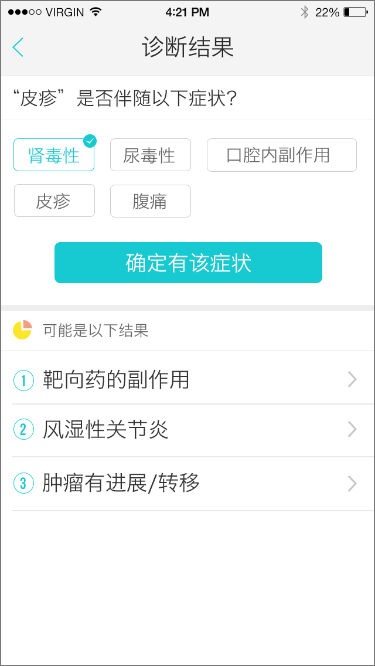 VIRGIN 4:21 PM 22%
诊断结果
“皮疹”是否伴随以下症状？
肾毒性 尿毒性 口腔内副作用
皮疹 腹痛
确定有该症状
可能是以下结果
1 靶向药的副作用
2 风湿性关节炎
3 肿瘤有进展/转移